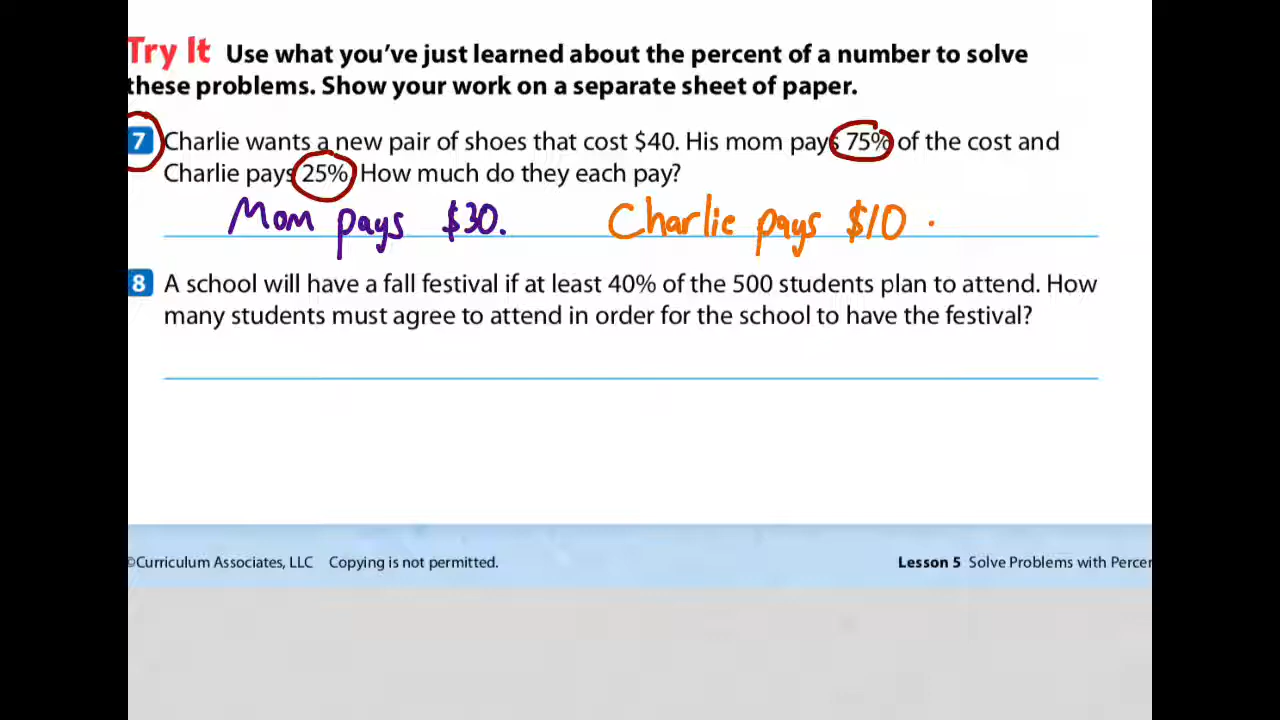 Try It Use what you've just learned about the percent of a number to solve
these problems. Show your work on a separate sheet of paper.
7 Charlie wants a new pair of shoes that cost $40. His mom pays 75% of the cost and
Charlie pays 25%. How much do they each pay?
Mom pays $30. Charlie pays $10.
8 A school will have a fall festival if at least 40% of the 500 students plan to attend. How
many students must agree to attend in order for the school to have the festival?
©Curriculum Associates, LLC Copying is not permitted. Lesson 5 Solve Problems with Percen